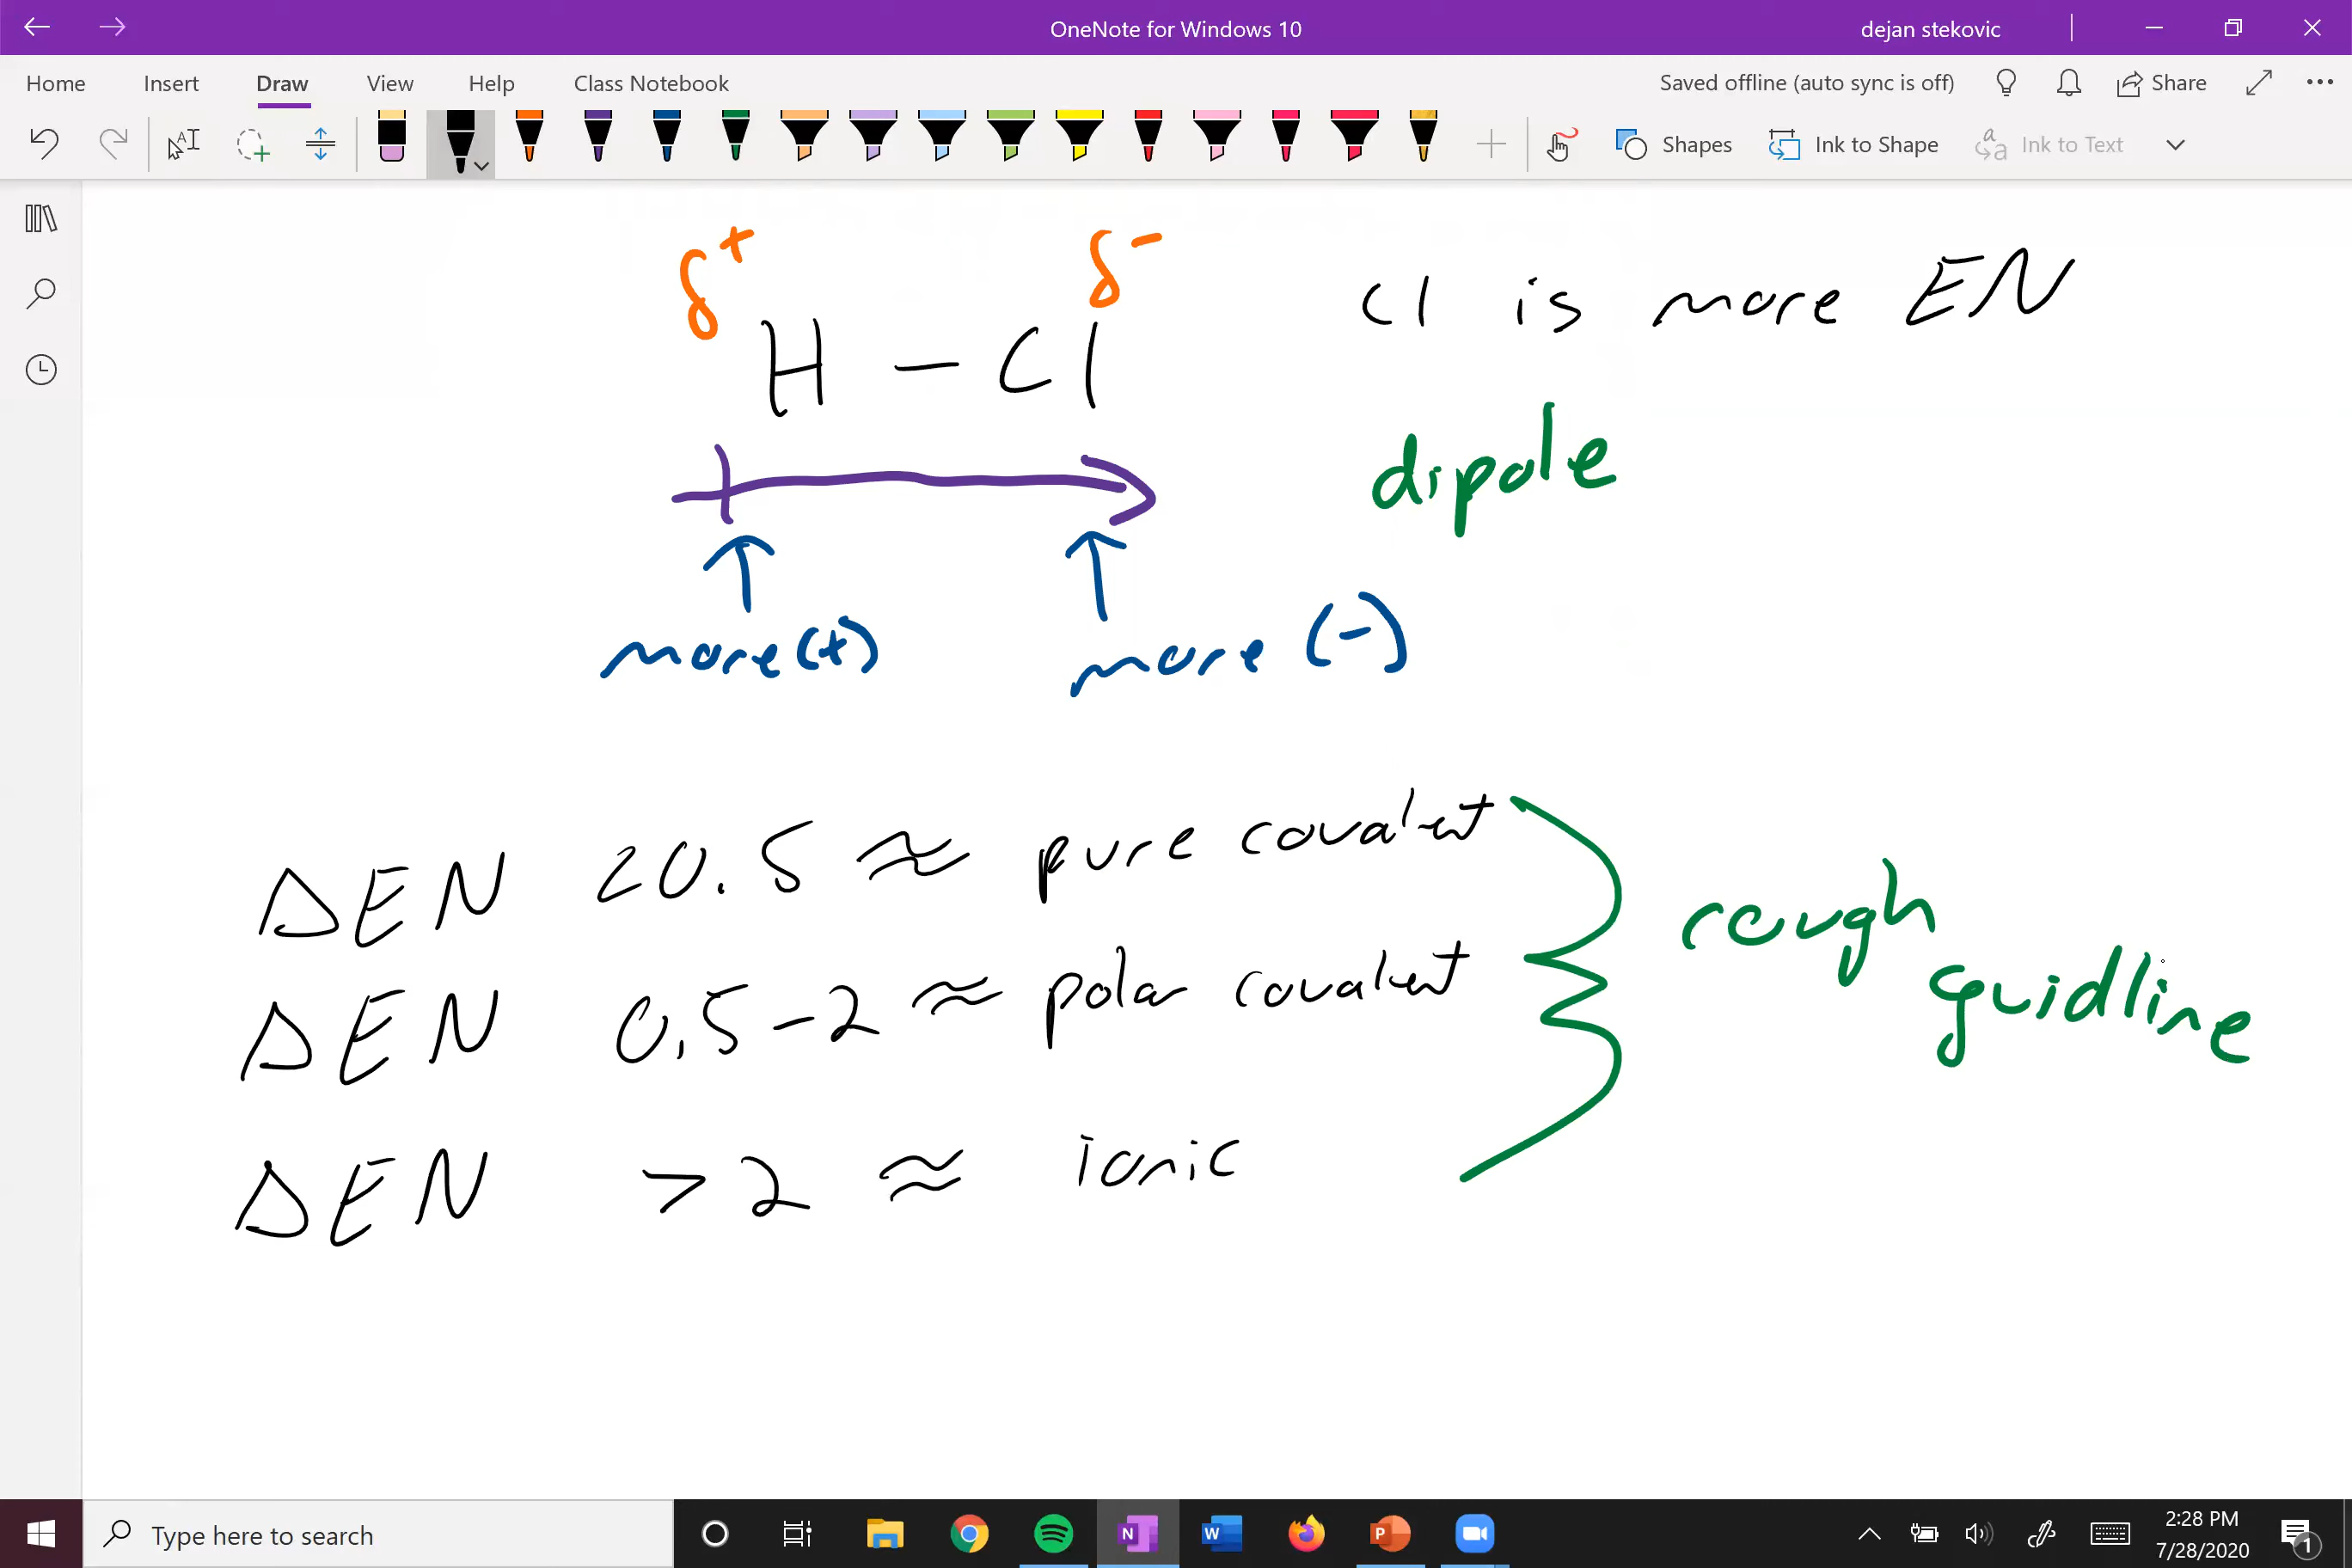 OneNote for Windows 10
dejan stekovic
Home Insert Draw View Help Class Notebook
Saved offline (auto sync is off) Share
Shapes Ink to Shape Ink to Text
δ+ δ-
H - Cl
Cl is more EN
dipole
more (+) more (-)
ΔEN <0.5 ≈ pure covalent
ΔEN 0.5-2 ≈ polar covalent
ΔEN >2 ≈ ionic
rough
guidline
Type here to search
2:28 PM
7/28/2020
1